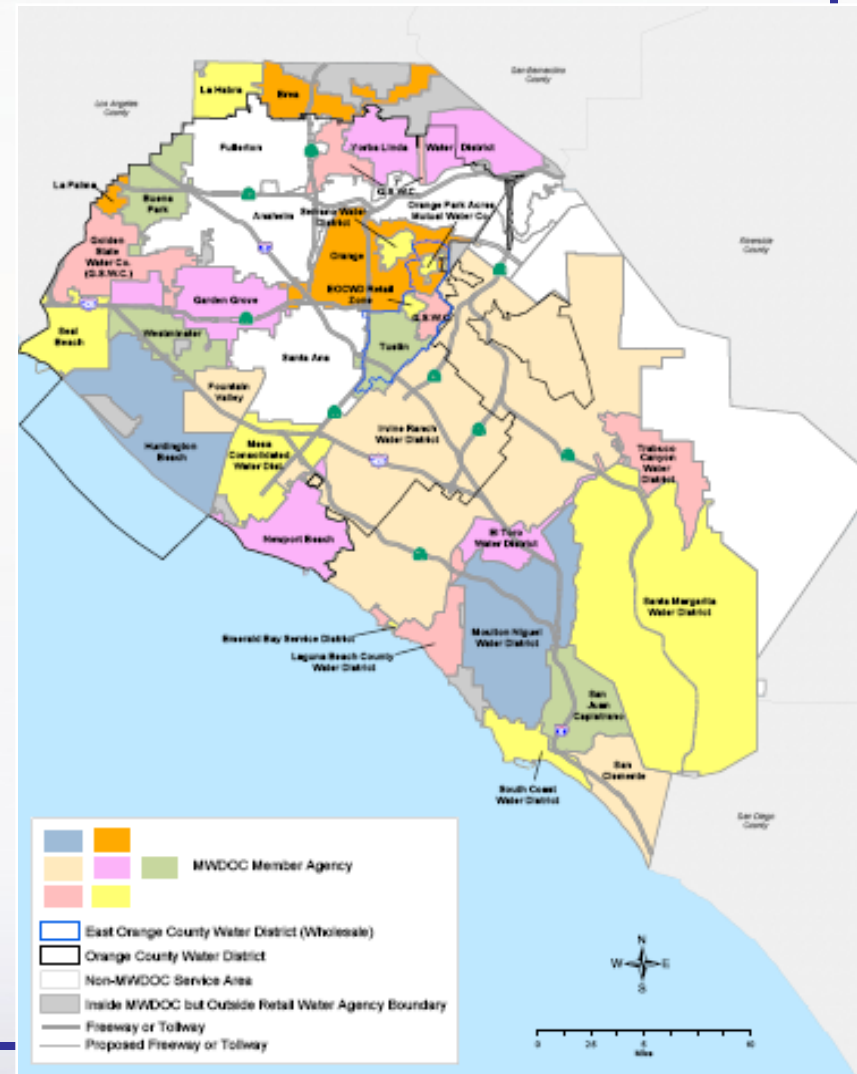 San Bernardino
County
Los Angeles
County
La Habra
Brea
Fullerton
Yorba Linda
Water
District
La Palma
Buena
Park
G.S.W.C.
Anaheim
Serrano Water
District
Orange Park Acres
Mutual Water Co.
Riverside
County
Golden
State
Water Co.
(G.S.W.C.)
Orange
EOCWD Retail
Zone
Garden Grove
G.S.W.C.
Seal
Beach
Westminster
Tustin
Santa Ana
Fountain
Valley
Huntington
Beach
Mesa
Consolidated
Water Dist.
Irvine Ranch
Water District
Trabuco
Canyon
Water
District
Newport Beach
El Toro
Water District
Santa Margarita
Water District
Emerald Bay Service District
Laguna Beach County
Water District
Moulton Niguel
Water District
San
Juan
Capistrano
San
Clemente
South Coast
Water District
San Diego
County
MWDOC Member Agency
East Orange County Water District (Wholesale)
Orange County Water District
Non-MWDOC Service Area
Inside MWDOC but Outside Retail Water Agency Boundary
Freeway or Tollway
Proposed Freeway or Tollway
N
W E
S
0 2.5 5 10
Miles